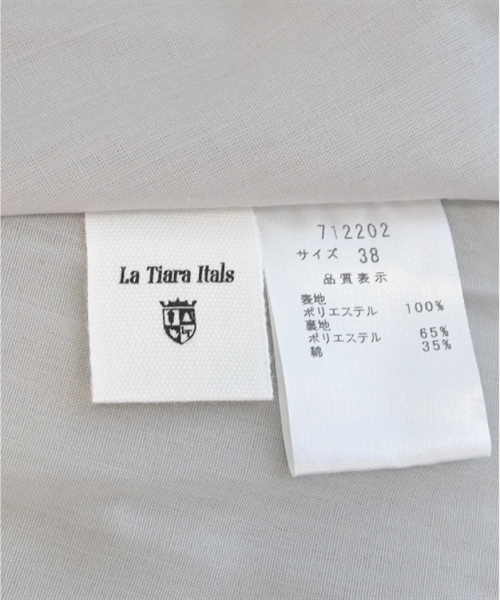 La Tiara Itals
712202
サイズ 38
品質表示
表地
ポリエステル 100%
裏地
ポリエステル 65%
綿 35%